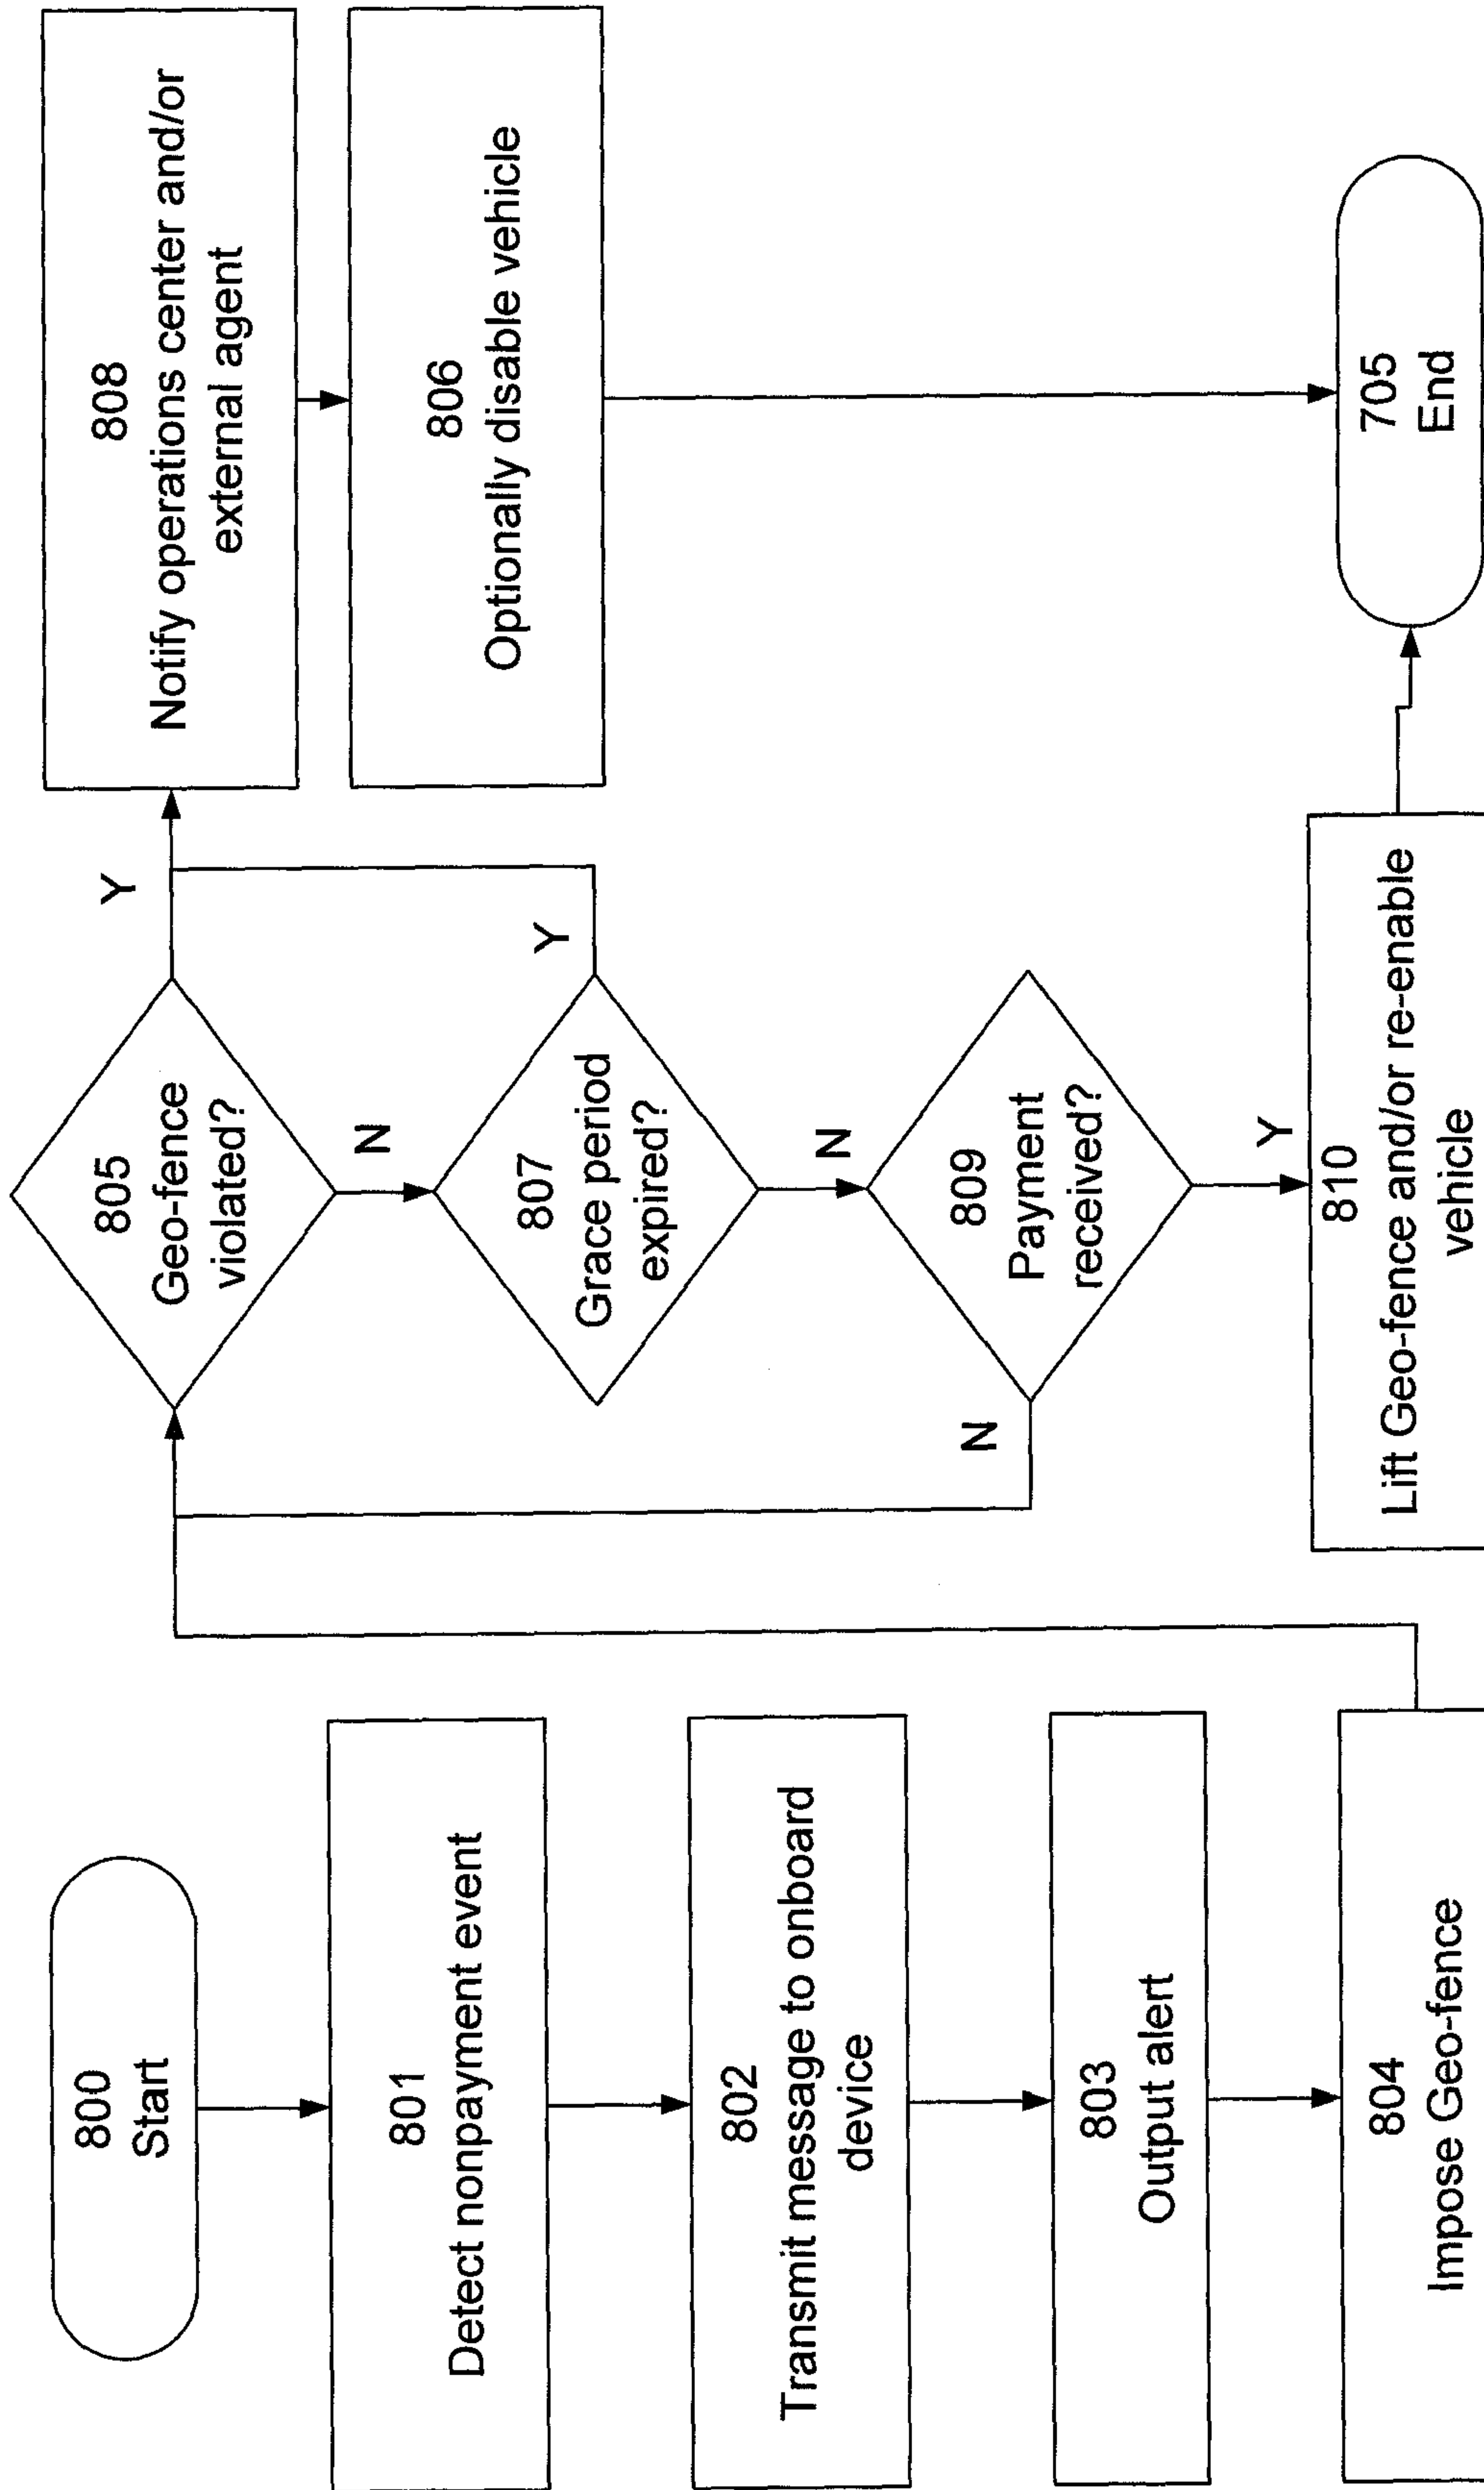 800
Start
801
Detect nonpayment event
802
Transmit message to onboard
device
803
Output alert
804
Impose Geo-fence
805
Geo-fence
violated?
Y
N
807
Grace period
expired?
Y
N
809
Payment
received?
N
Y
810
Lift Geo-fence and/or re-enable
vehicle
808
Notify operations center and/or
external agent
806
Optionally disable vehicle
705
End